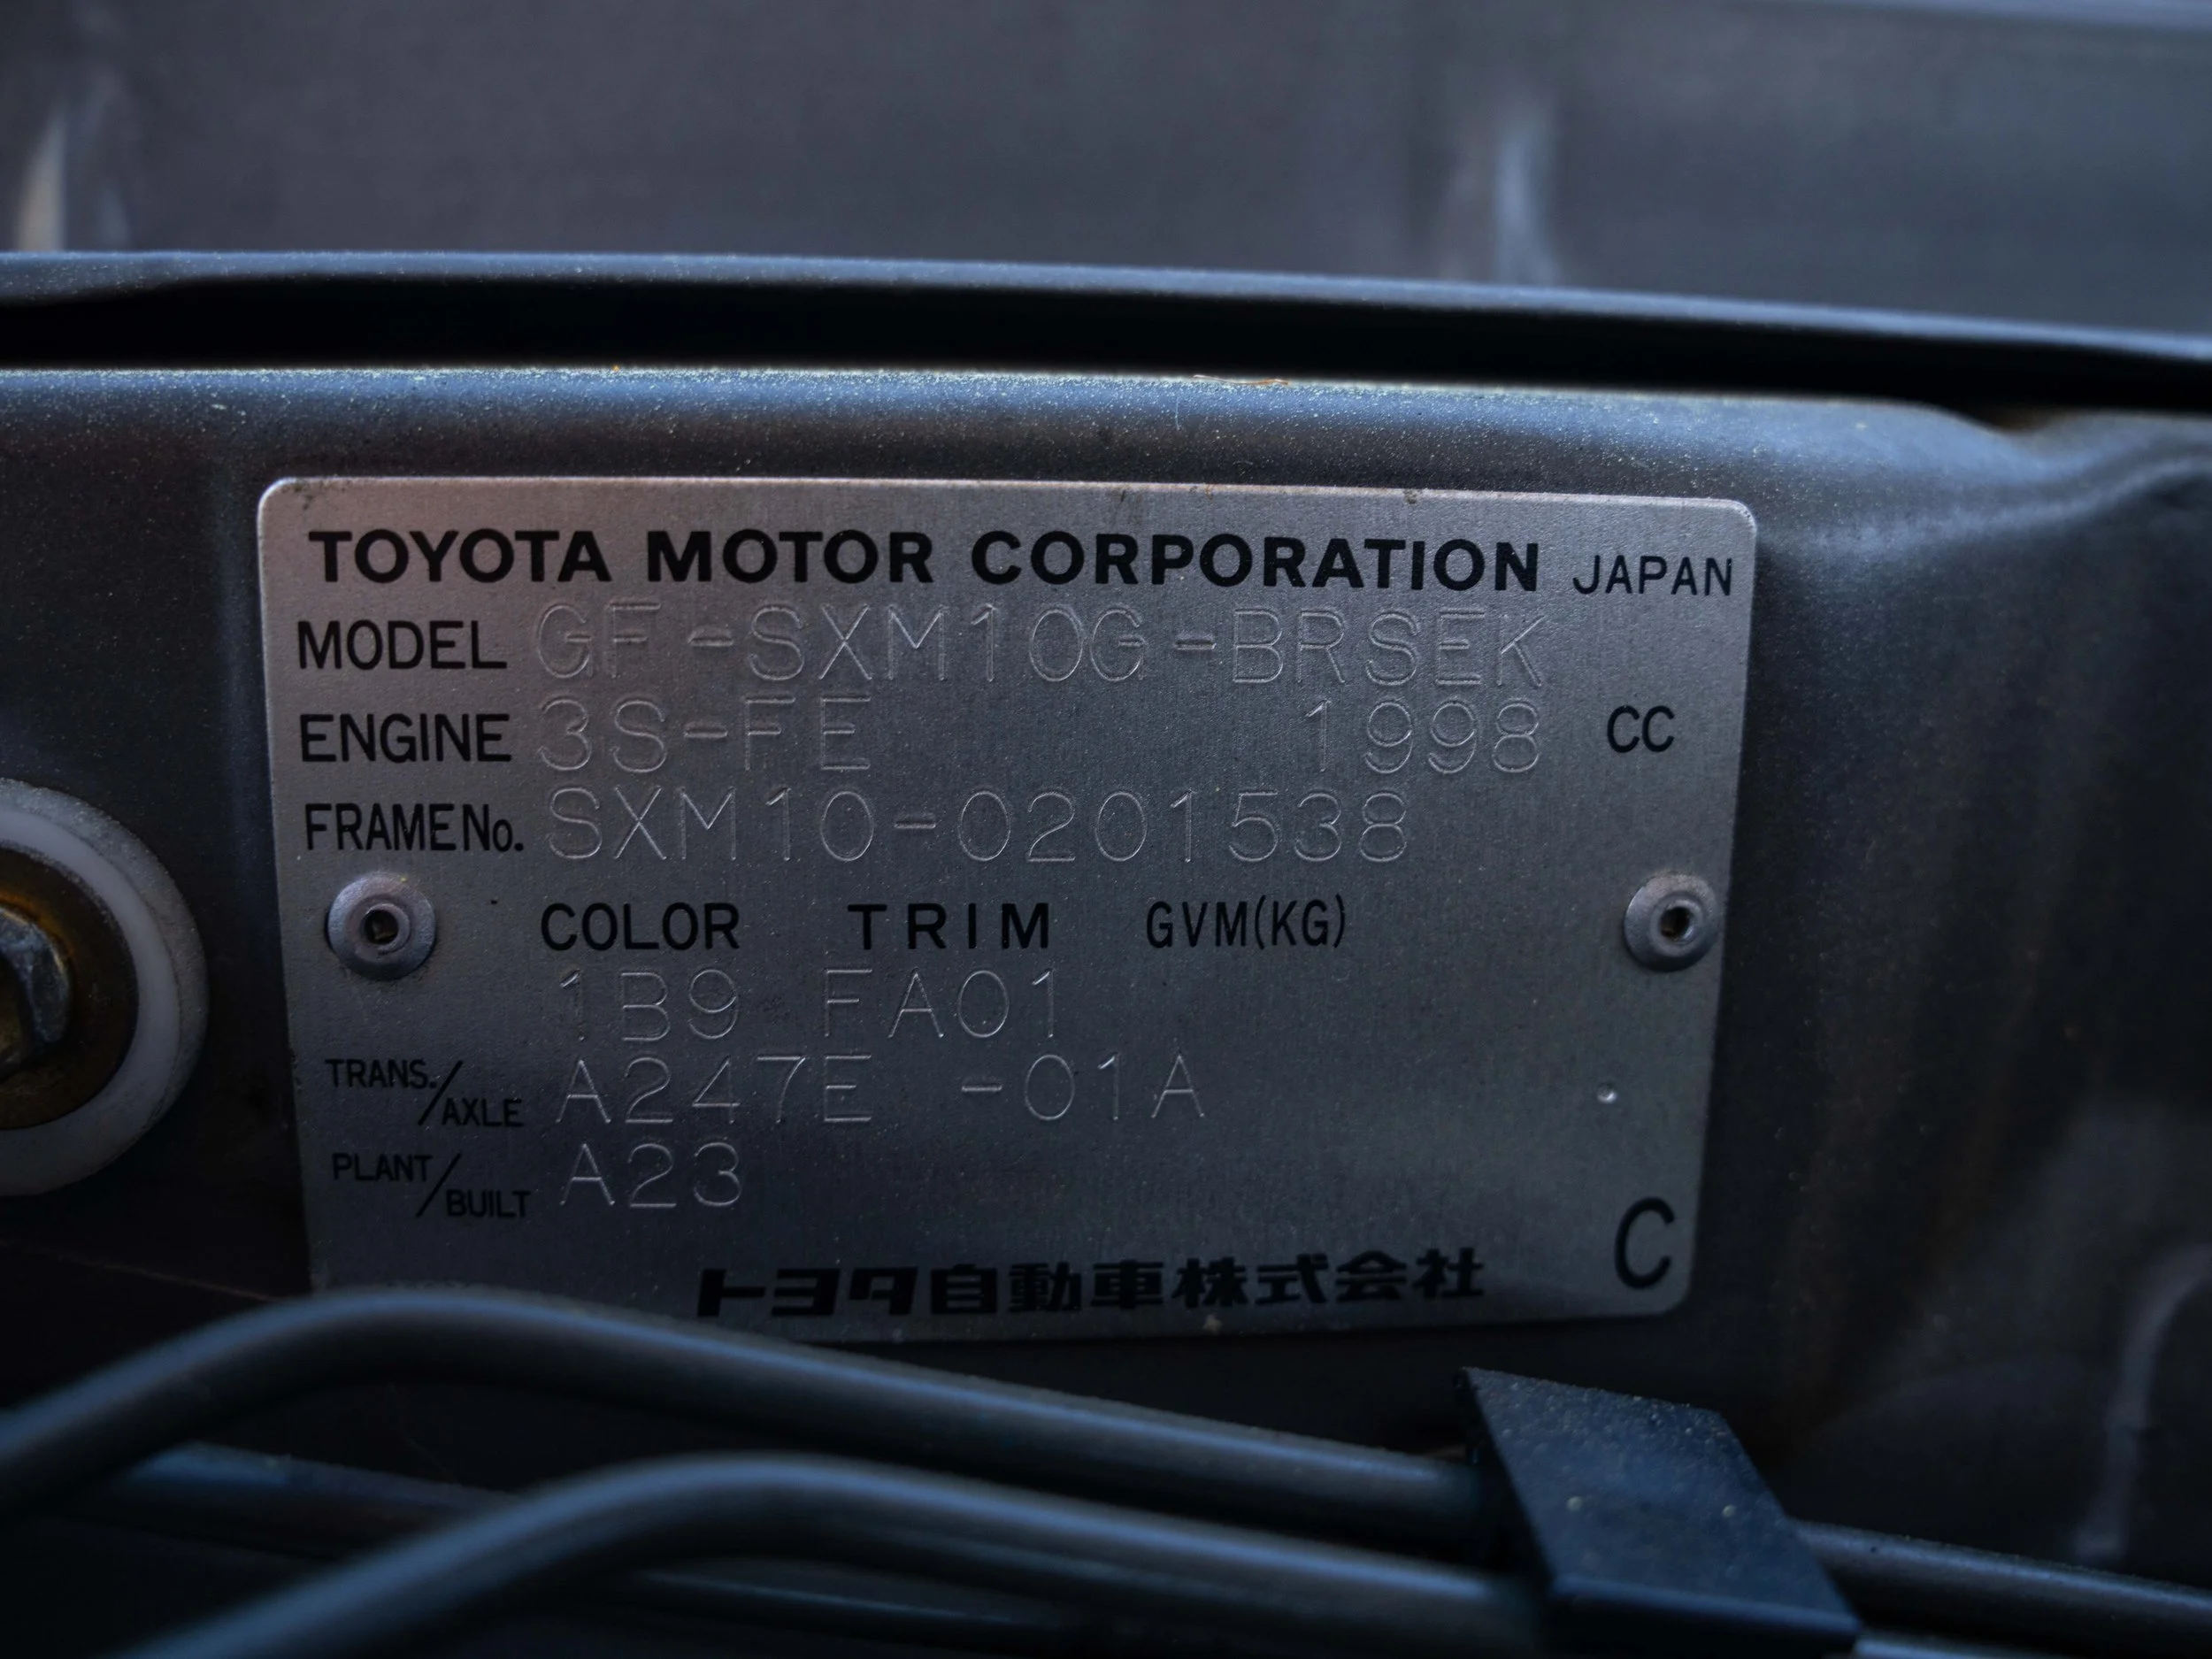 TOYOTA MOTOR CORPORATION JAPAN
MODEL GF-SXM10G-BRSEK
ENGINE 3S-FE 1998 CC
FRAME No. SXM10-0201538
COLOR TRIM GVM(KG)
1B9 FA01
TRANS./AXLE A247E -01A
PLANT/BUILT A23
トヨタ自動車株式会社 C